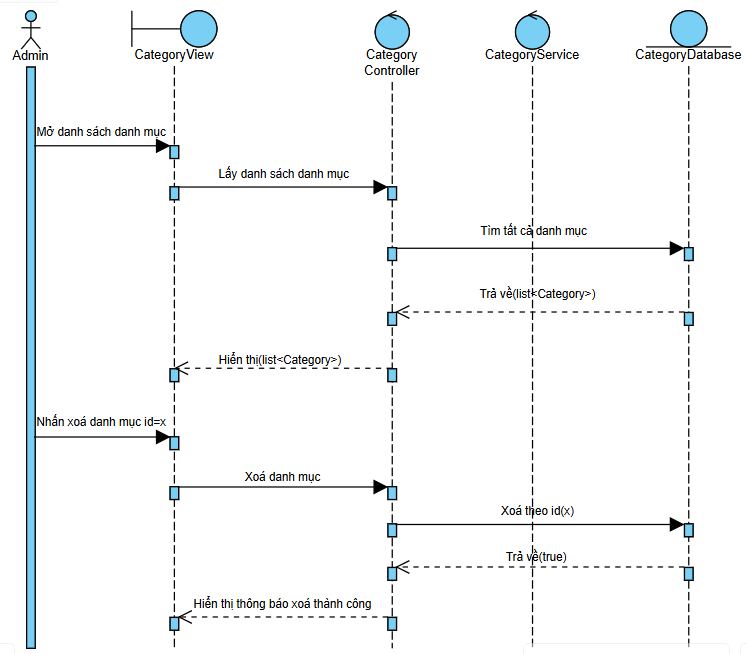 Admin
CategoryView
Category
Controller
CategoryService
CategoryDatabase
Mở danh sách danh mục
Lấy danh sách danh mục
Tìm tất cả danh mục
Trả về(list<Category>)
Hiển thị(list<Category>)
Nhấn xoá danh mục id=x
Xoá danh mục
Xoá theo id(x)
Trả về(true)
Hiển thị thông báo xoá thành công